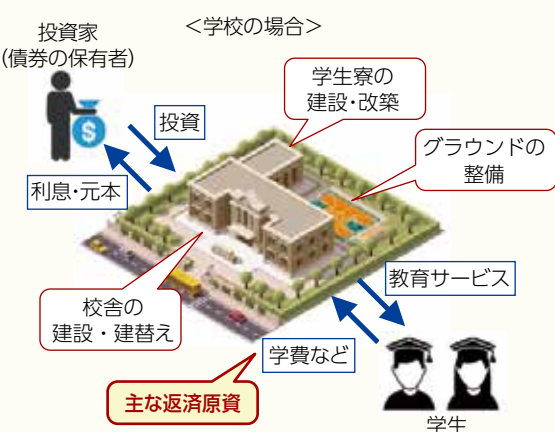 <学校の場合>
投資家
(債券の保有者)
投資
利息・元本
学生寮の
建設・改築
グラウンドの
整備
校舎の
建設・建替え
教育サービス
学費など
主な返済原資
学生